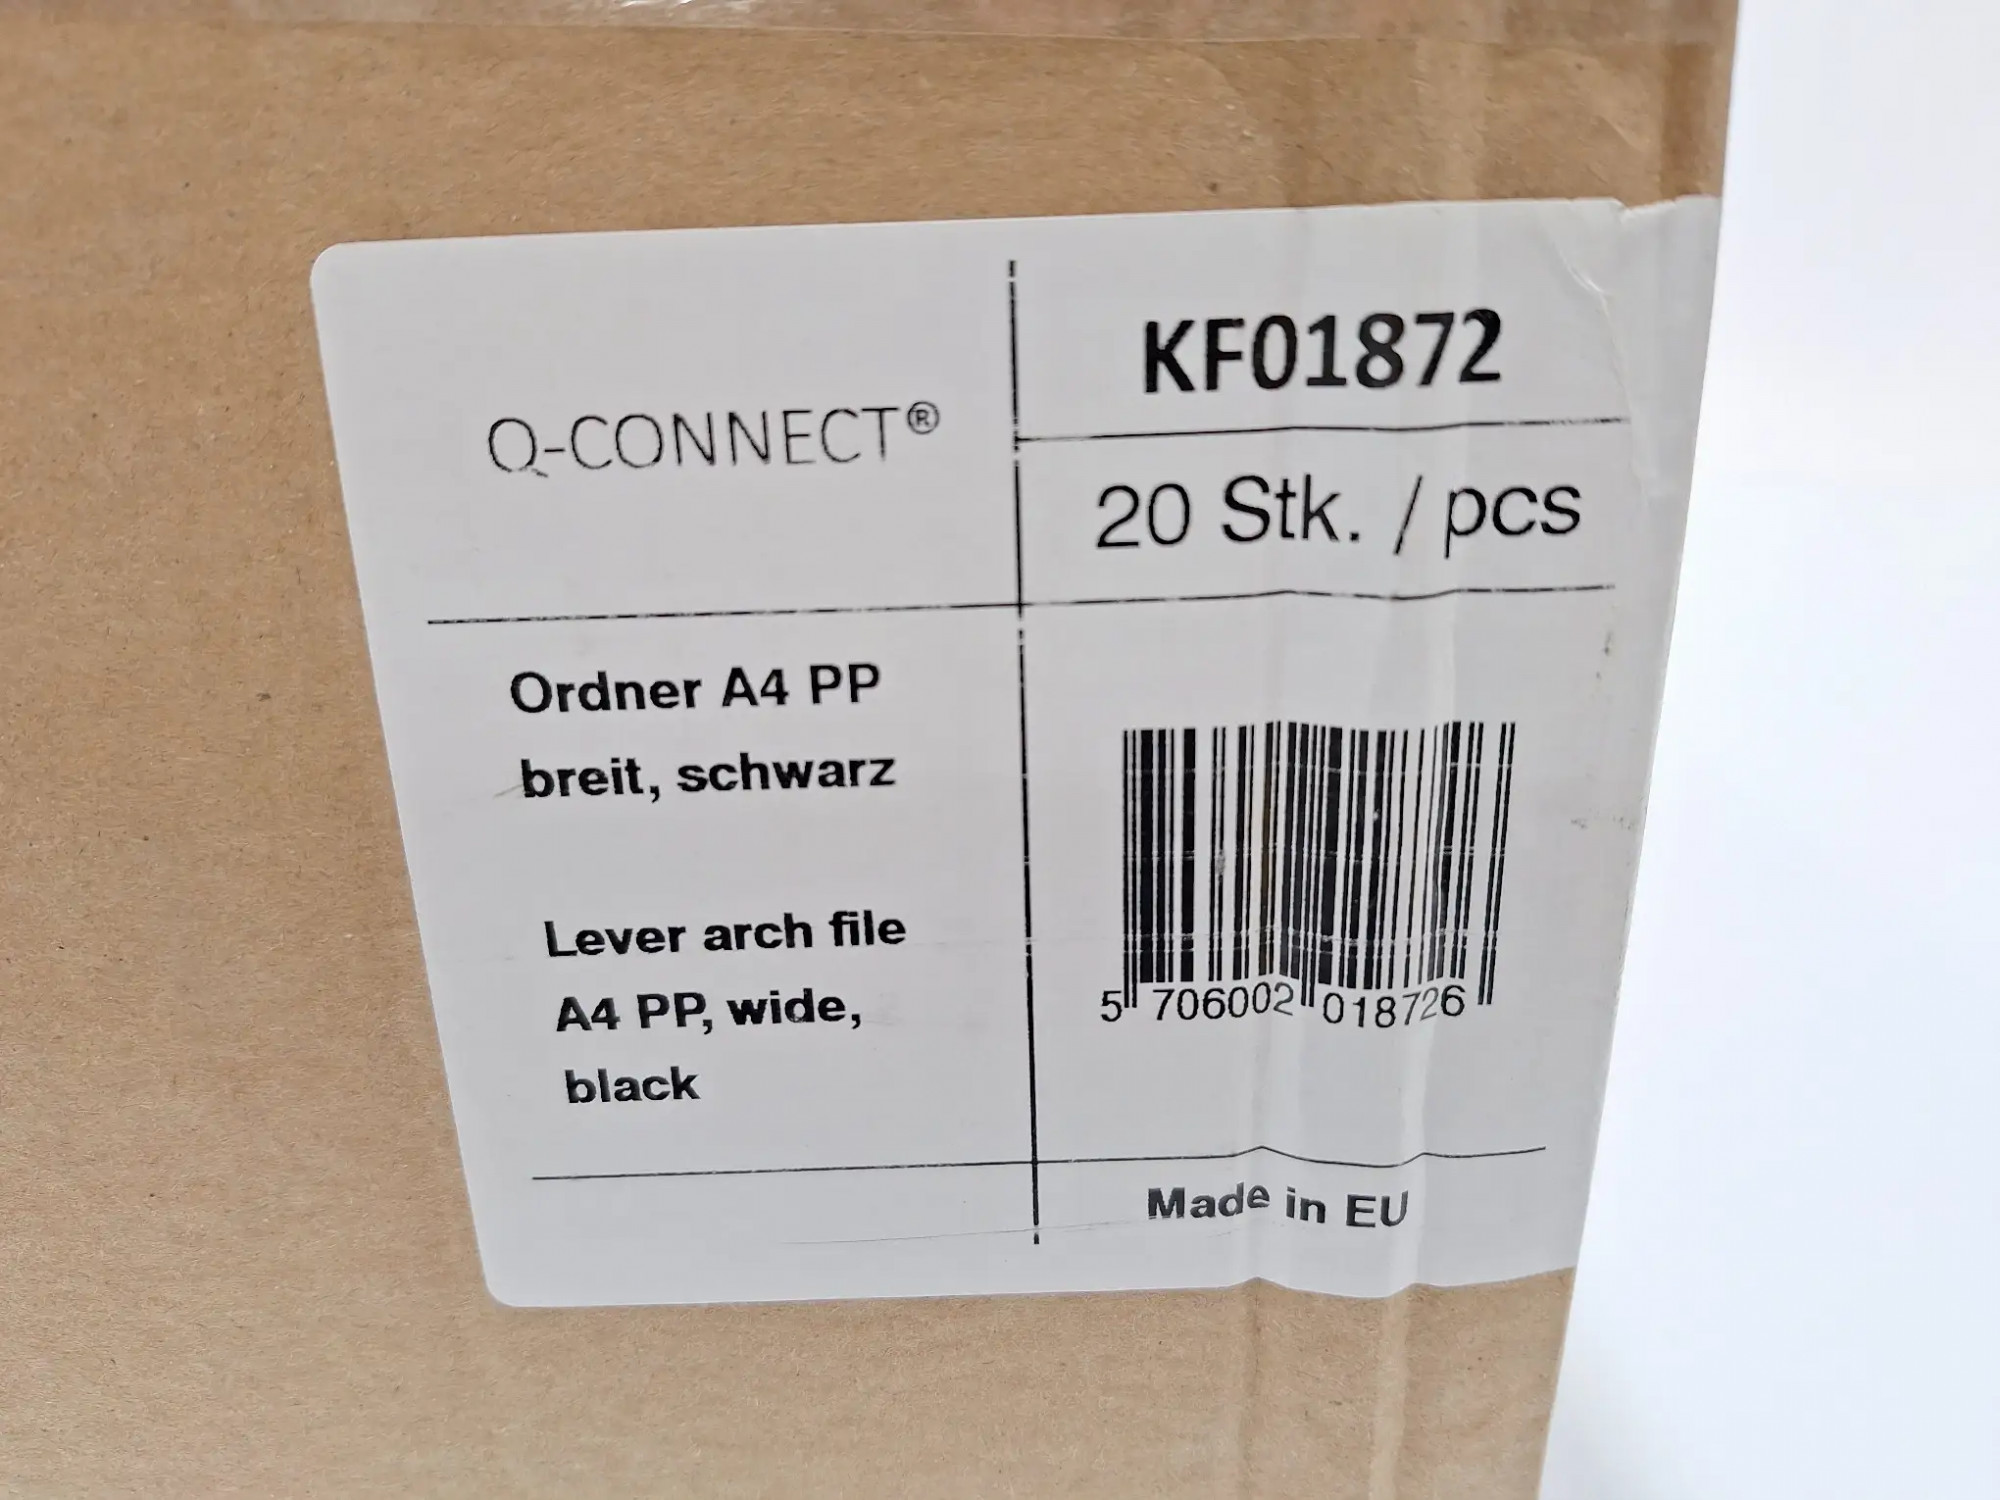 Q-CONNECT®
KF01872
20 Stk. / pcs
Ordner A4 PP
breit, schwarz
Lever arch file
A4 PP, wide,
black
5 706002 018726
Made in EU